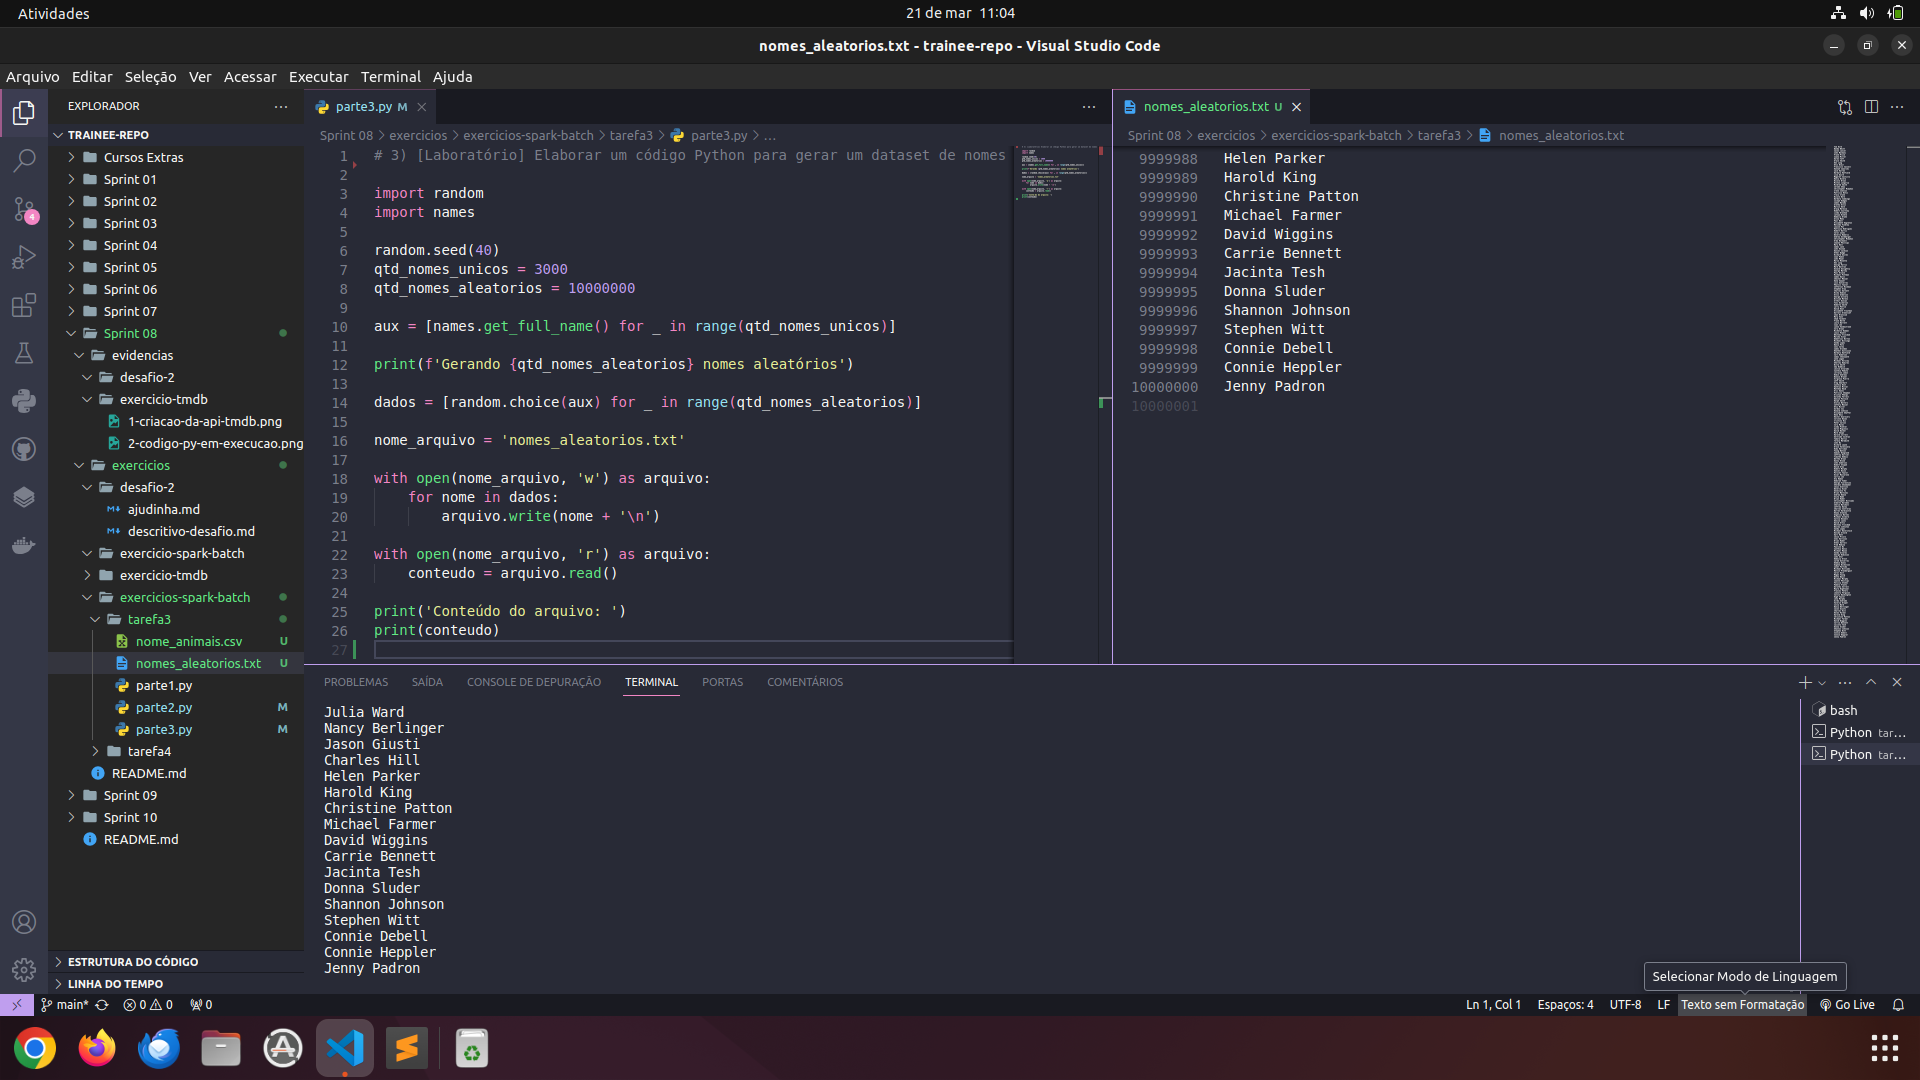 Atividades
21 de mar 11:04
nomes_aleatorios.txt - trainee-repo - Visual Studio Code
Arquivo Editar Seleção Ver Acessar Executar Terminal Ajuda
EXPLORADOR
TRAINEE-REPO
Cursos Extras
Sprint 01
Sprint 02
Sprint 03
Sprint 04
Sprint 05
Sprint 06
Sprint 07
Sprint 08
evidencias
desafio-2
exercicio-tmdb
1-criacao-da-api-tmdb.png
2-codigo-py-em-execucao.png
exercicios
desafio-2
ajudinha.md
descritivo-desafio.md
exercicio-spark-batch
exercicio-tmdb
exercicios-spark-batch
tarefa3
nome_animais.csv U
nomes_aleatorios.txt U
parte1.py
parte2.py M
parte3.py M
tarefa4
README.md
Sprint 09
Sprint 10
README.md
ESTRUTURA DO CÓDIGO
LINHA DO TEMPO
4
parte3.py M
Sprint 08 > exercicios > exercicios-spark-batch > tarefa3 > parte3.py > ...
1 # 3) [Laboratório] Elaborar um código Python para gerar um dataset de nomes
2
3 import random
4 import names
5
6 random.seed(40)
7 qtd_nomes_unicos = 3000
8 qtd_nomes_aleatorios = 10000000
9
10 aux = [names.get_full_name() for _ in range(qtd_nomes_unicos)]
11
12 print(f'Gerando {qtd_nomes_aleatorios} nomes aleatórios')
13
14 dados = [random.choice(aux) for _ in range(qtd_nomes_aleatorios)]
15
16 nome_arquivo = 'nomes_aleatorios.txt'
17
18 with open(nome_arquivo, 'w') as arquivo:
19 for nome in dados:
20 arquivo.write(nome + '\n')
21
22 with open(nome_arquivo, 'r') as arquivo:
23 conteudo = arquivo.read()
24
25 print('Conteúdo do arquivo: ')
26 print(conteudo)
27
nomes_aleatorios.txt U
Sprint 08 > exercicios > exercicios-spark-batch > tarefa3 > nomes_aleatorios.txt
9999988 Helen Parker
9999989 Harold King
9999990 Christine Patton
9999991 Michael Farmer
9999992 David Wiggins
9999993 Carrie Bennett
9999994 Jacinta Tesh
9999995 Donna Sluder
9999996 Shannon Johnson
9999997 Stephen Witt
9999998 Connie Debell
9999999 Connie Heppler
10000000 Jenny Padron
10000001
PROBLEMAS SAÍDA CONSOLE DE DEPURAÇÃO TERMINAL PORTAS COMENTÁRIOS
Julia Ward
Nancy Berlinger
Jason Giusti
Charles Hill
Helen Parker
Harold King
Christine Patton
Michael Farmer
David Wiggins
Carrie Bennett
Jacinta Tesh
Donna Sluder
Shannon Johnson
Stephen Witt
Connie Debell
Connie Heppler
Jenny Padron
bash
Python tar...
Python tar...
Selecionar Modo de Linguagem
main* 0 0 0
Ln 1, Col 1 Espaços: 4 UTF-8 LF Texto sem Formatação Go Live